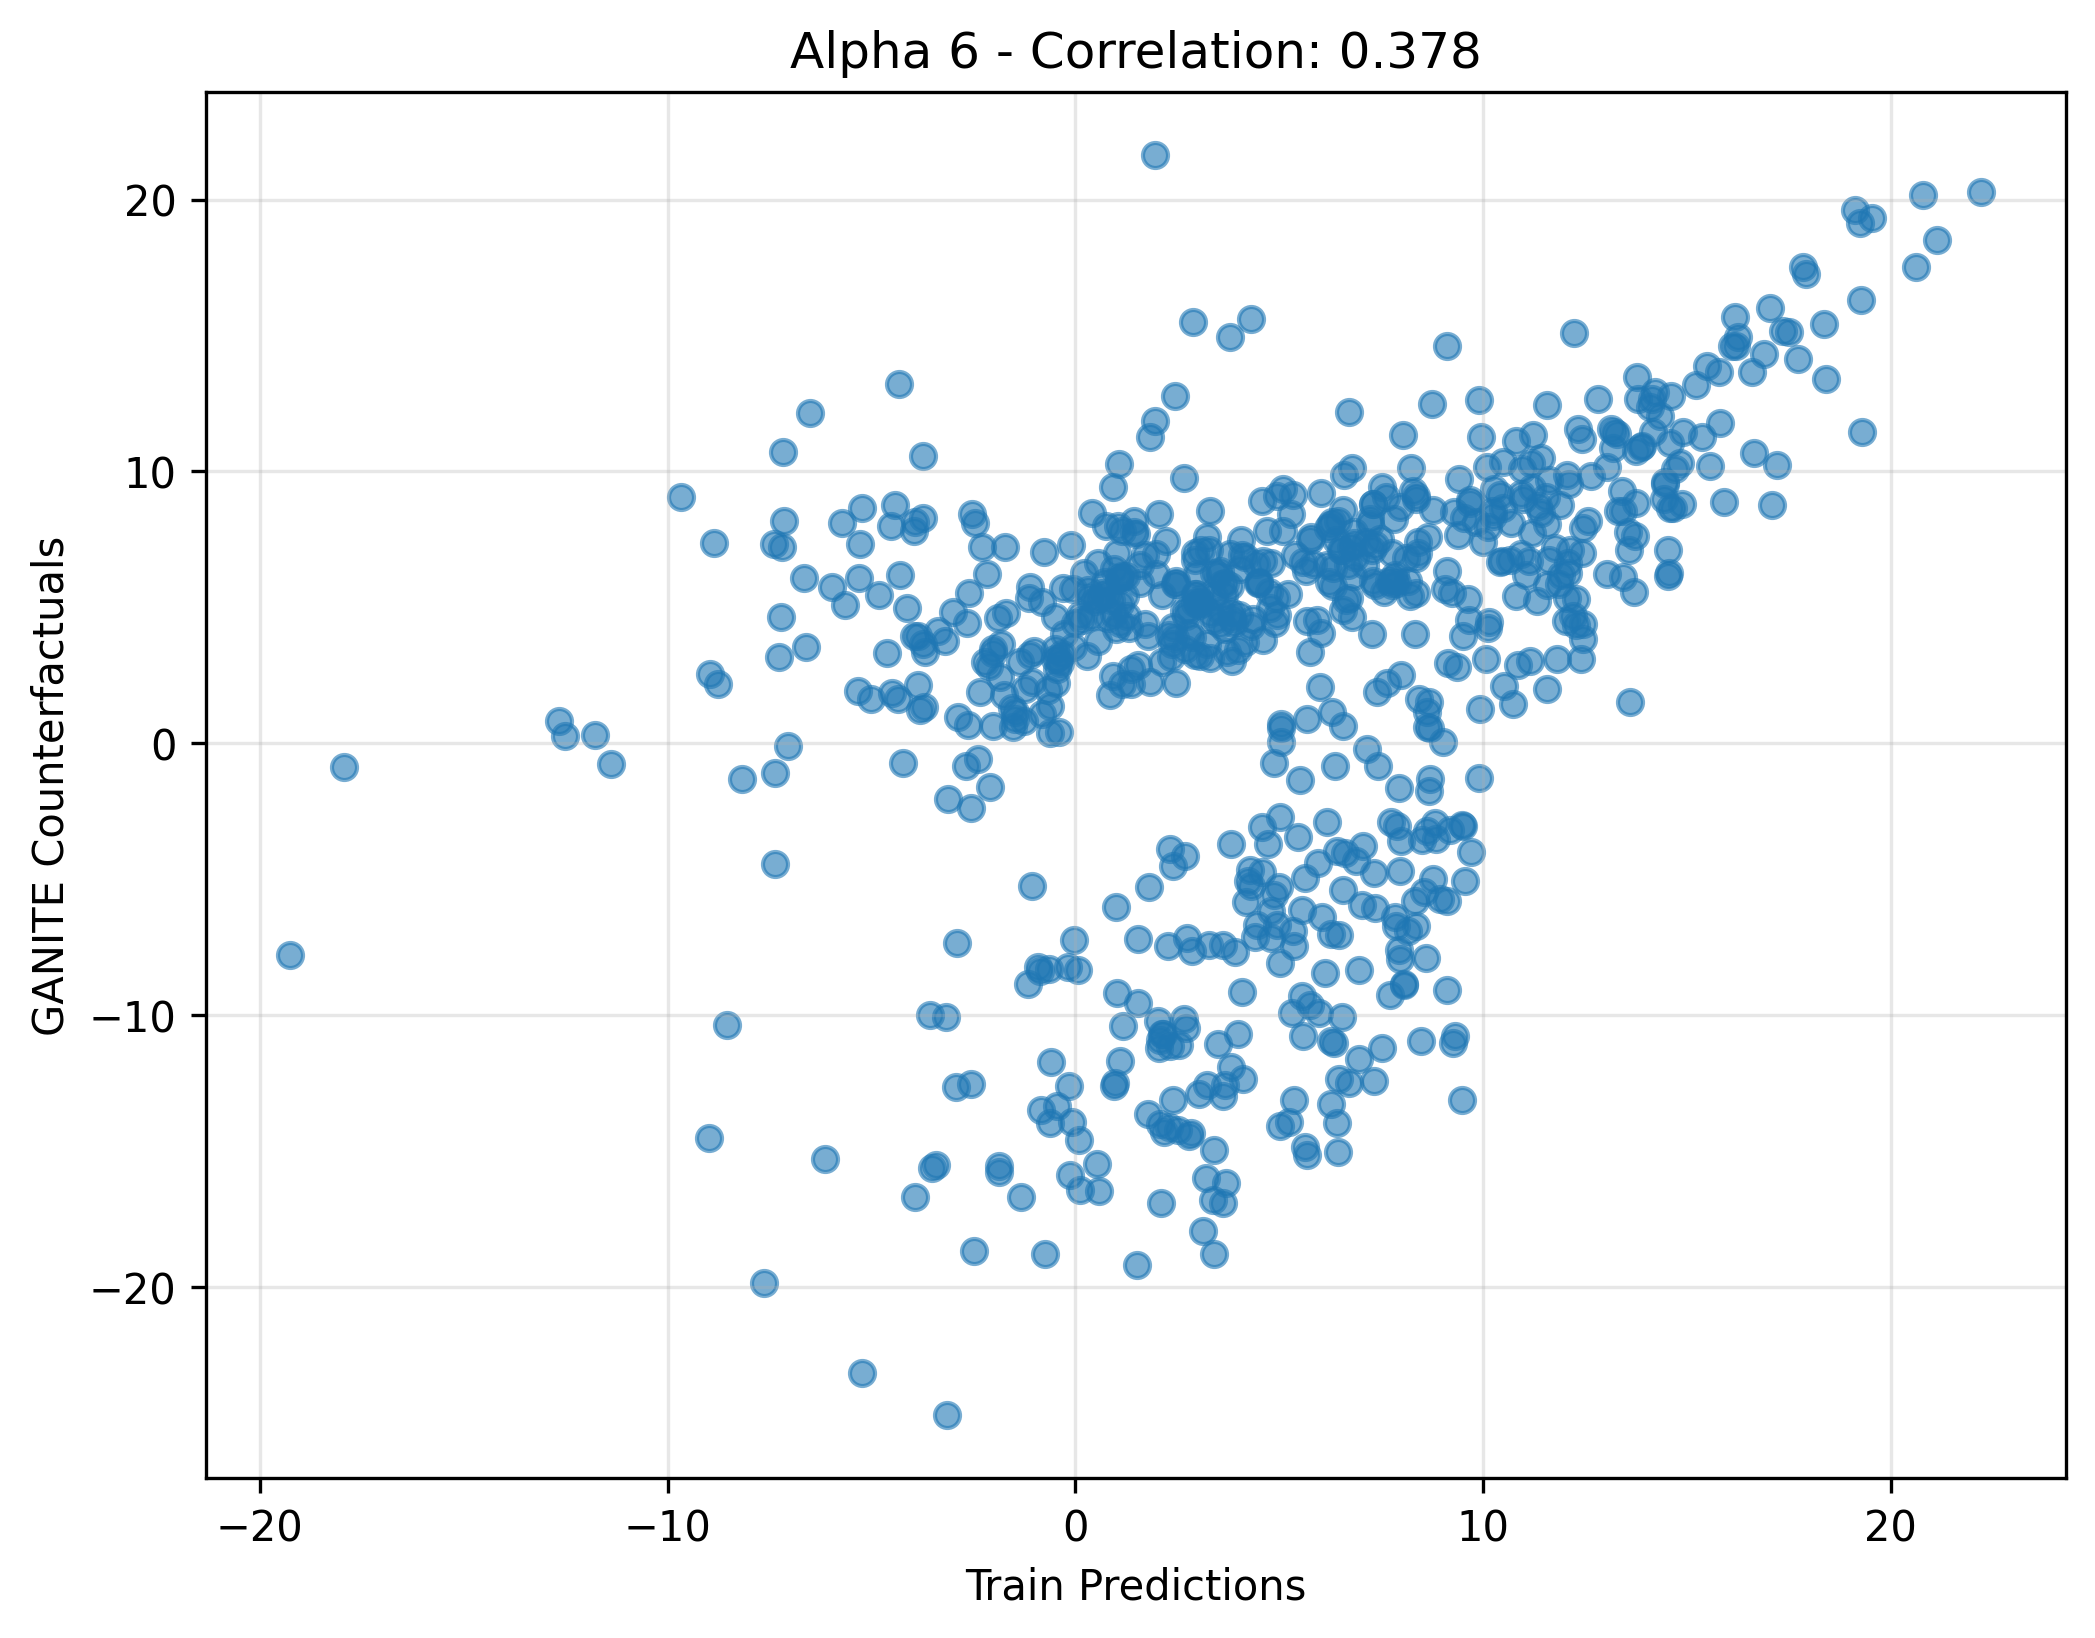 Alpha 6 - Correlation: 0.378
20
10
0
−10
−20
GANITE Counterfactuals
−20 −10 0 10 20
Train Predictions